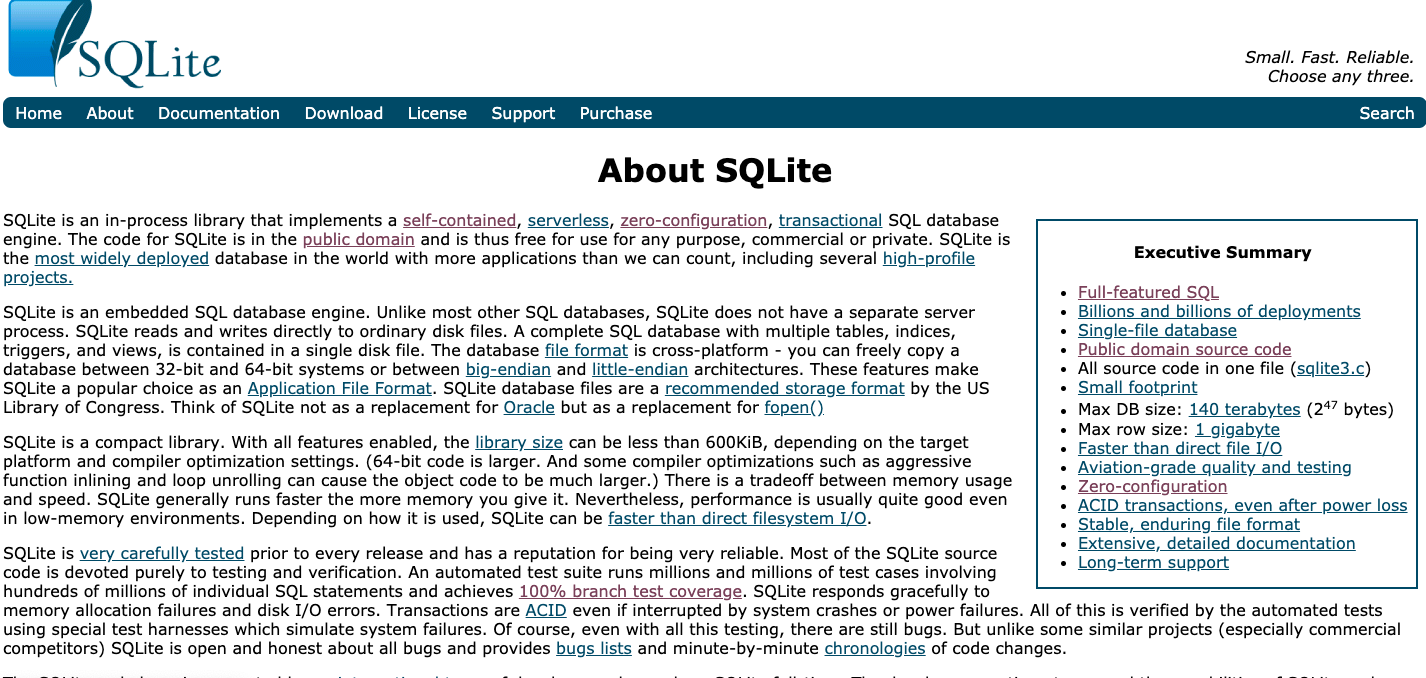 SQLite
Small. Fast. Reliable.
Choose any three.
Home About Documentation Download License Support Purchase Search
About SQLite
SQLite is an in-process library that implements a self-contained, serverless, zero-configuration, transactional SQL database
engine. The code for SQLite is in the public domain and is thus free for use for any purpose, commercial or private. SQLite is
the most widely deployed database in the world with more applications than we can count, including several high-profile
projects.
SQLite is an embedded SQL database engine. Unlike most other SQL databases, SQLite does not have a separate server
process. SQLite reads and writes directly to ordinary disk files. A complete SQL database with multiple tables, indices,
triggers, and views, is contained in a single disk file. The database file format is cross-platform - you can freely copy a
database between 32-bit and 64-bit systems or between big-endian and little-endian architectures. These features make
SQLite a popular choice as an Application File Format. SQLite database files are a recommended storage format by the US
Library of Congress. Think of SQLite not as a replacement for Oracle but as a replacement for fopen()
SQLite is a compact library. With all features enabled, the library size can be less than 600KiB, depending on the target
platform and compiler optimization settings. (64-bit code is larger. And some compiler optimizations such as aggressive
function inlining and loop unrolling can cause the object code to be much larger.) There is a tradeoff between memory usage
and speed. SQLite generally runs faster the more memory you give it. Nevertheless, performance is usually quite good even
in low-memory environments. Depending on how it is used, SQLite can be faster than direct filesystem I/O.
Executive Summary
• Full-featured SQL
• Billions and billions of deployments
• Single-file database
• Public domain source code
• All source code in one file (sqlite3.c)
• Small footprint
• Max DB size: 140 terabytes (2⁴⁷ bytes)
• Max row size: 1 gigabyte
• Faster than direct file I/O
• Aviation-grade quality and testing
• Zero-configuration
• ACID transactions, even after power loss
• Stable, enduring file format
• Extensive, detailed documentation
• Long-term support
SQLite is very carefully tested prior to every release and has a reputation for being very reliable. Most of the SQLite source
code is devoted purely to testing and verification. An automated test suite runs millions and millions of test cases involving
hundreds of millions of individual SQL statements and achieves 100% branch test coverage. SQLite responds gracefully to
memory allocation failures and disk I/O errors. Transactions are ACID even if interrupted by system crashes or power failures. All of this is verified by the automated tests
using special test harnesses which simulate system failures. Of course, even with all this testing, there are still bugs. But unlike some similar projects (especially commercial
competitors) SQLite is open and honest about all bugs and provides bugs lists and minute-by-minute chronologies of code changes.